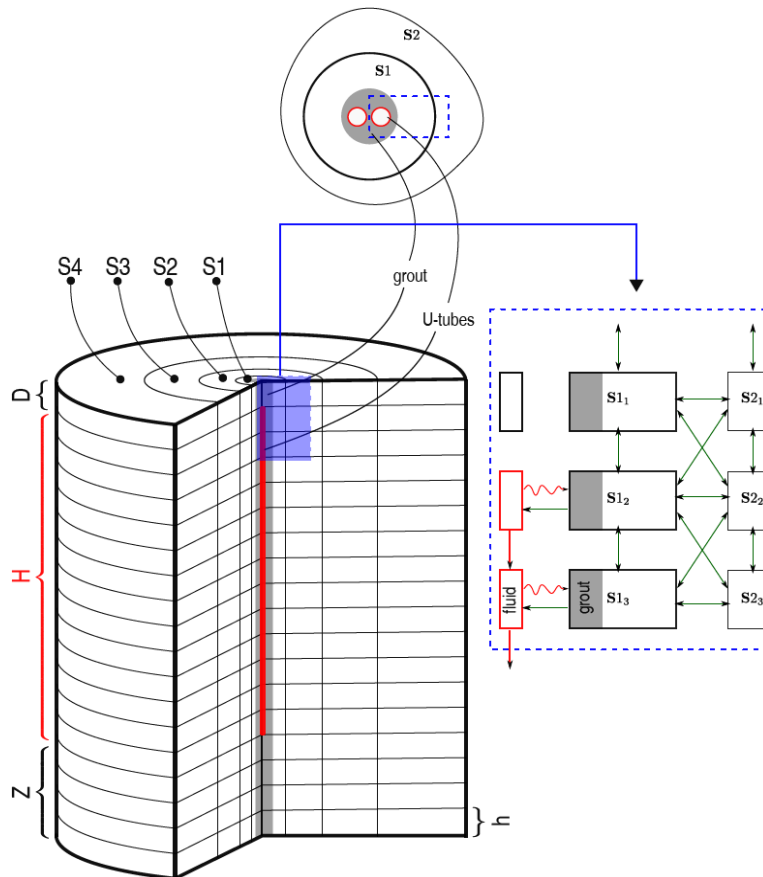 S2
S1
S4
S3
S2
S1
grout
U-tubes
D
H
Z
h
S1₁
S2₁
S1₂
S2₂
fluid
grout
S1₃
S2₃